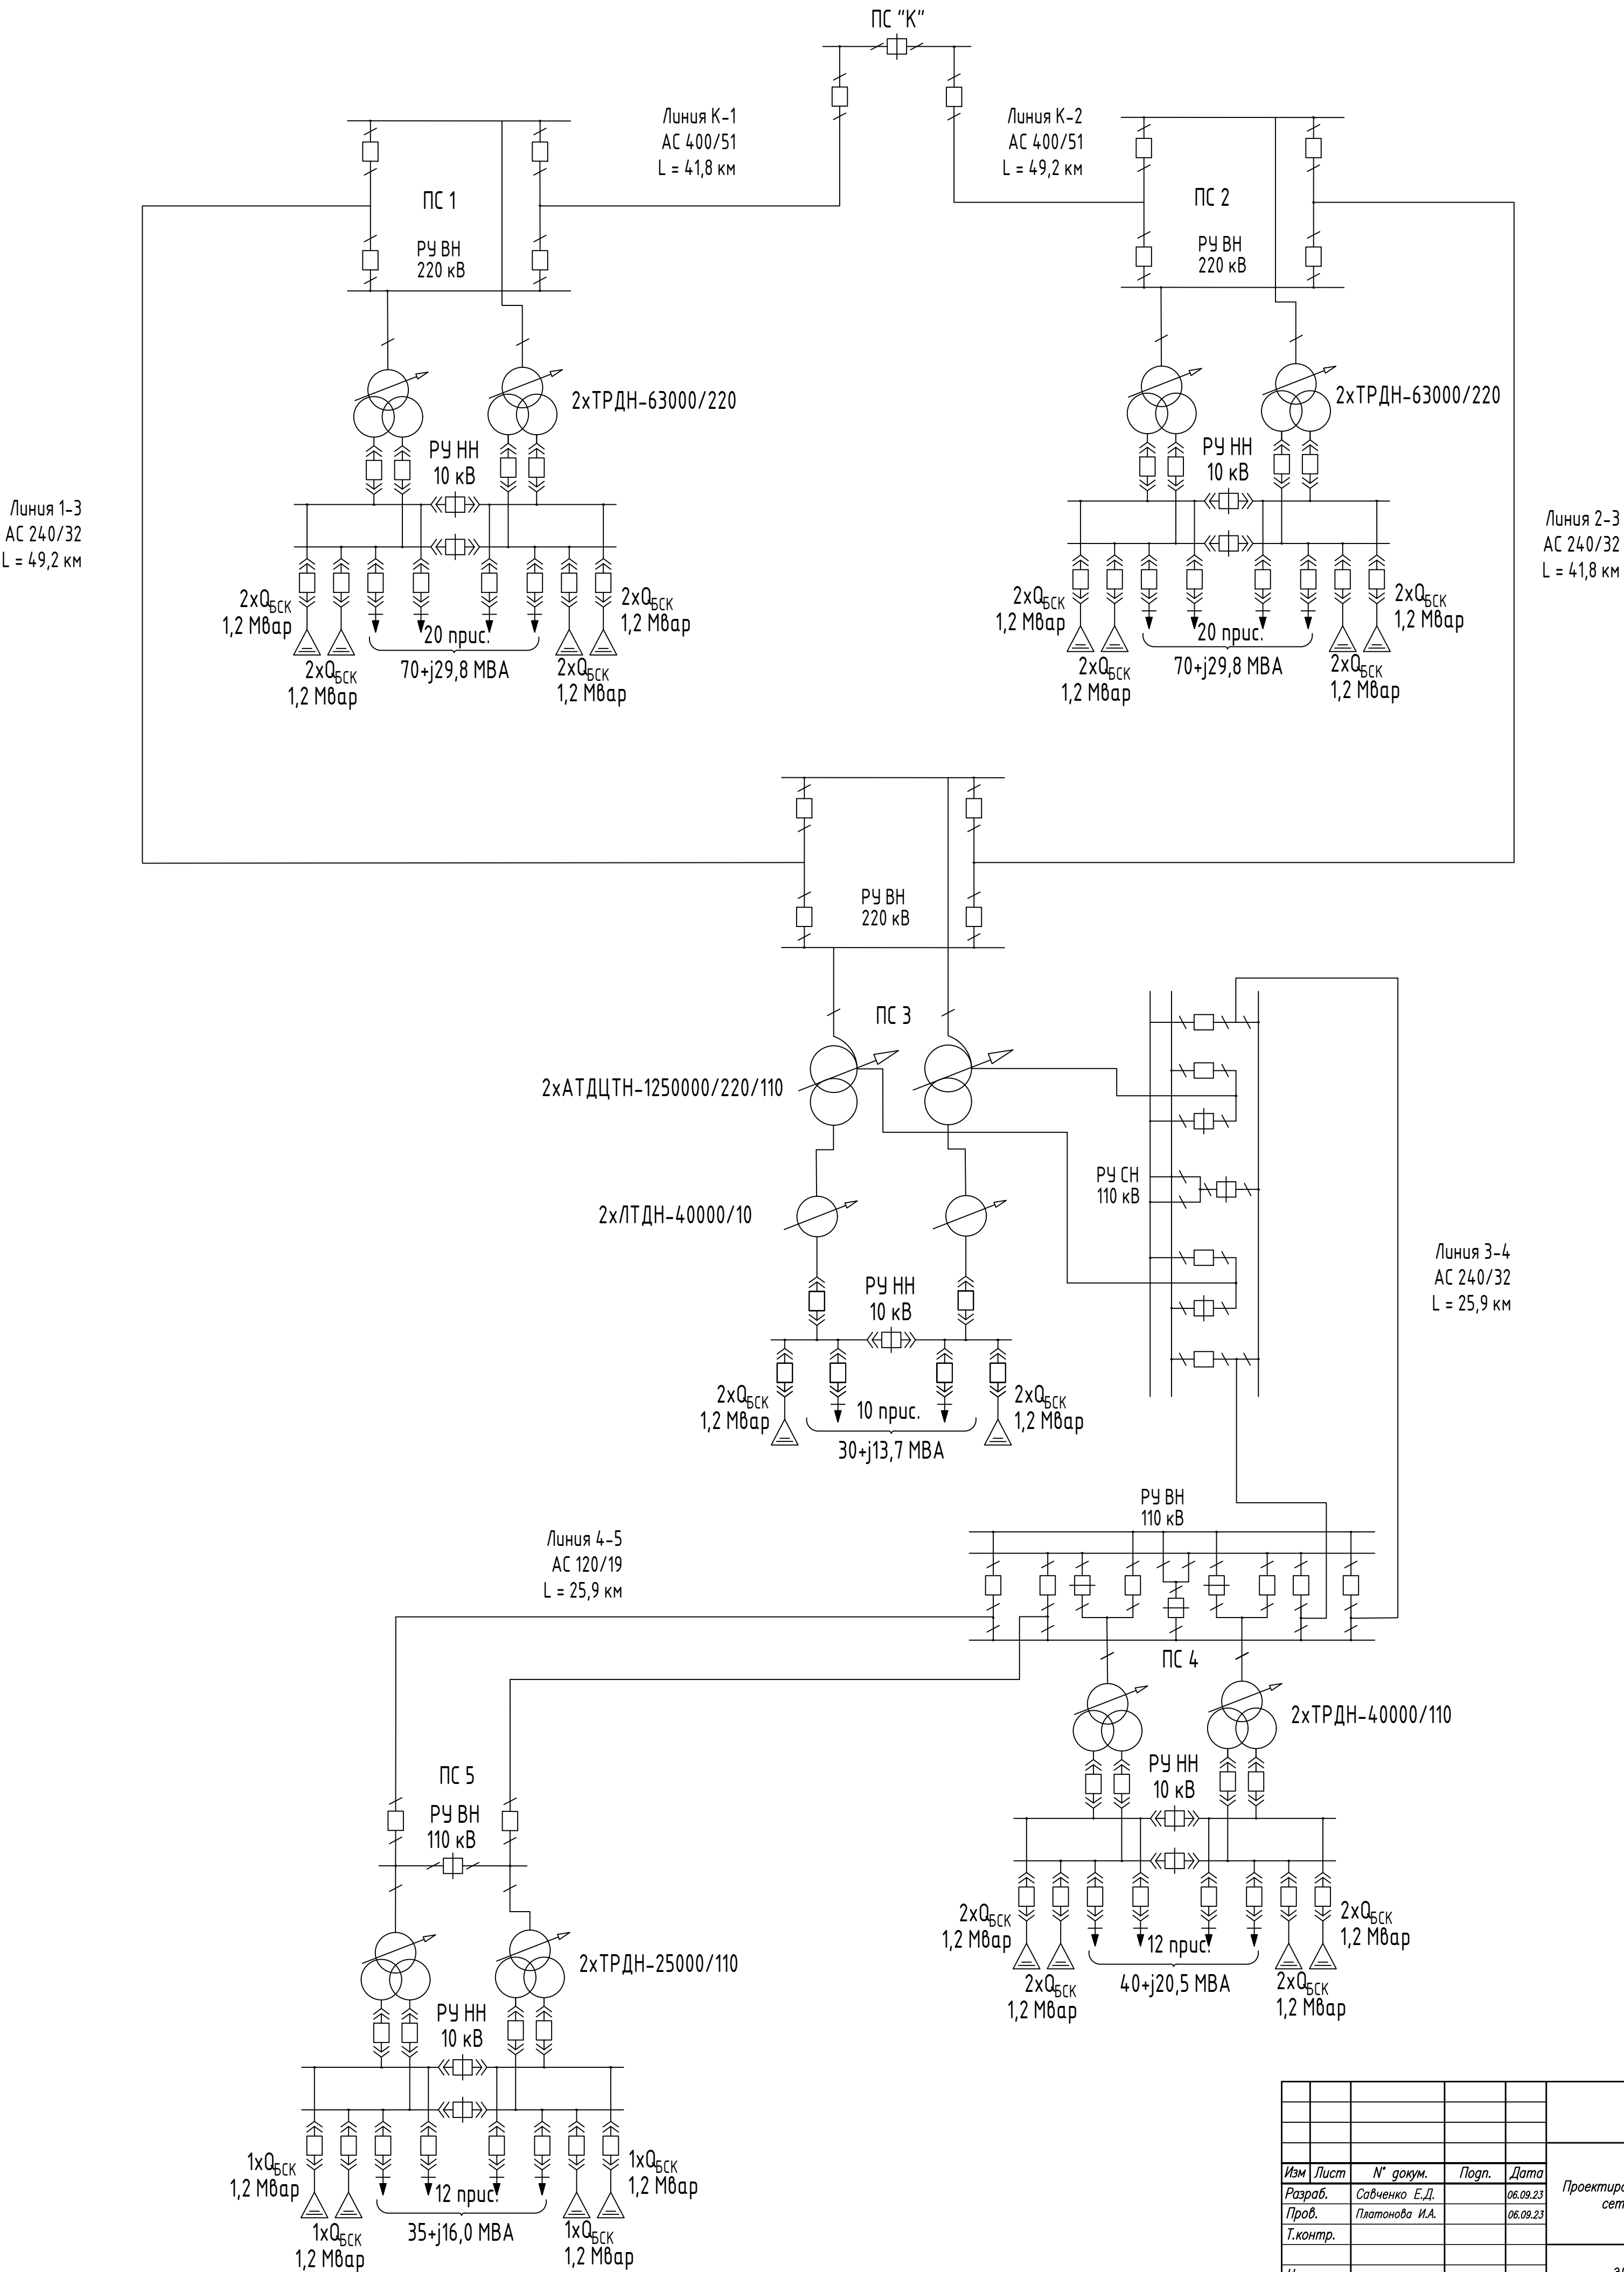 ПС "К"
Линия К-1
АС 400/51
L = 41,8 км
Линия К-2
АС 400/51
L = 49,2 км
ПС 1
РУ ВН
220 кВ
ПС 2
РУ ВН
220 кВ
2хТРДН-63000/220
2хТРДН-63000/220
РУ НН
10 кВ
РУ НН
10 кВ
Линия 1-3
АС 240/32
L = 49,2 км
Линия 2-3
АС 240/32
L = 41,8 км
2хQБСК
1,2 Мвар
2хQБСК
1,2 Мвар
20 прис.
70+j29,8 МВА
2хQБСК
1,2 Мвар
2хQБСК
1,2 Мвар
2хQБСК
1,2 Мвар
2хQБСК
1,2 Мвар
20 прис.
70+j29,8 МВА
2хQБСК
1,2 Мвар
2хQБСК
1,2 Мвар
РУ ВН
220 кВ
ПС 3
2хАТДЦТН-1250000/220/110
РУ СН
110 кВ
2хЛТДН-40000/10
Линия 3-4
АС 240/32
L = 25,9 км
РУ НН
10 кВ
2хQБСК
1,2 Мвар
10 прис.
30+j13,7 МВА
2хQБСК
1,2 Мвар
РУ ВН
110 кВ
Линия 4-5
АС 120/19
L = 25,9 км
ПС 4
2хТРДН-40000/110
РУ НН
10 кВ
ПС 5
РУ ВН
110 кВ
2хQБСК
1,2 Мвар
2хQБСК
1,2 Мвар
12 прис.
40+j20,5 МВА
2хQБСК
1,2 Мвар
2хQБСК
1,2 Мвар
2хТРДН-25000/110
РУ НН
10 кВ
1хQБСК
1,2 Мвар
1хQБСК
1,2 Мвар
12 прис.
35+j16,0 МВА
1хQБСК
1,2 Мвар
1хQБСК
1,2 Мвар
Изм Лист N° докум. Подп. Дата
Разраб. Савченко Е.Д. 06.09.23
Пров. Платонова И.А. 06.09.23
Т.контр.